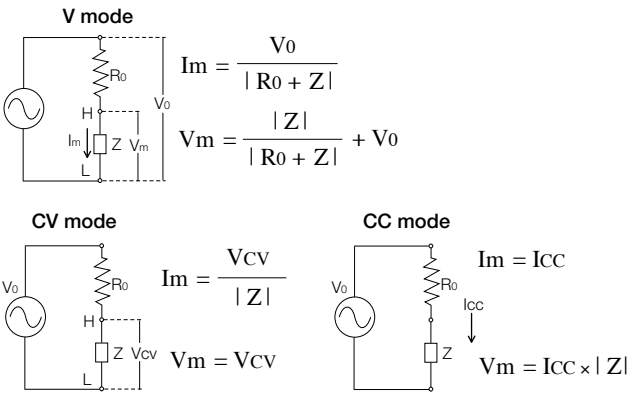 V mode
R0
V0
H
Im
Z
Vm
L
Im = V0 / | R0 + Z |
Vm = | Z | / | R0 + Z | + V0
CV mode
V0
R0
H
Z
VCV
L
Im = VCV / | Z |
Vm = VCV
CC mode
V0
R0
ICC
Z
Im = ICC
Vm = ICC × | Z |